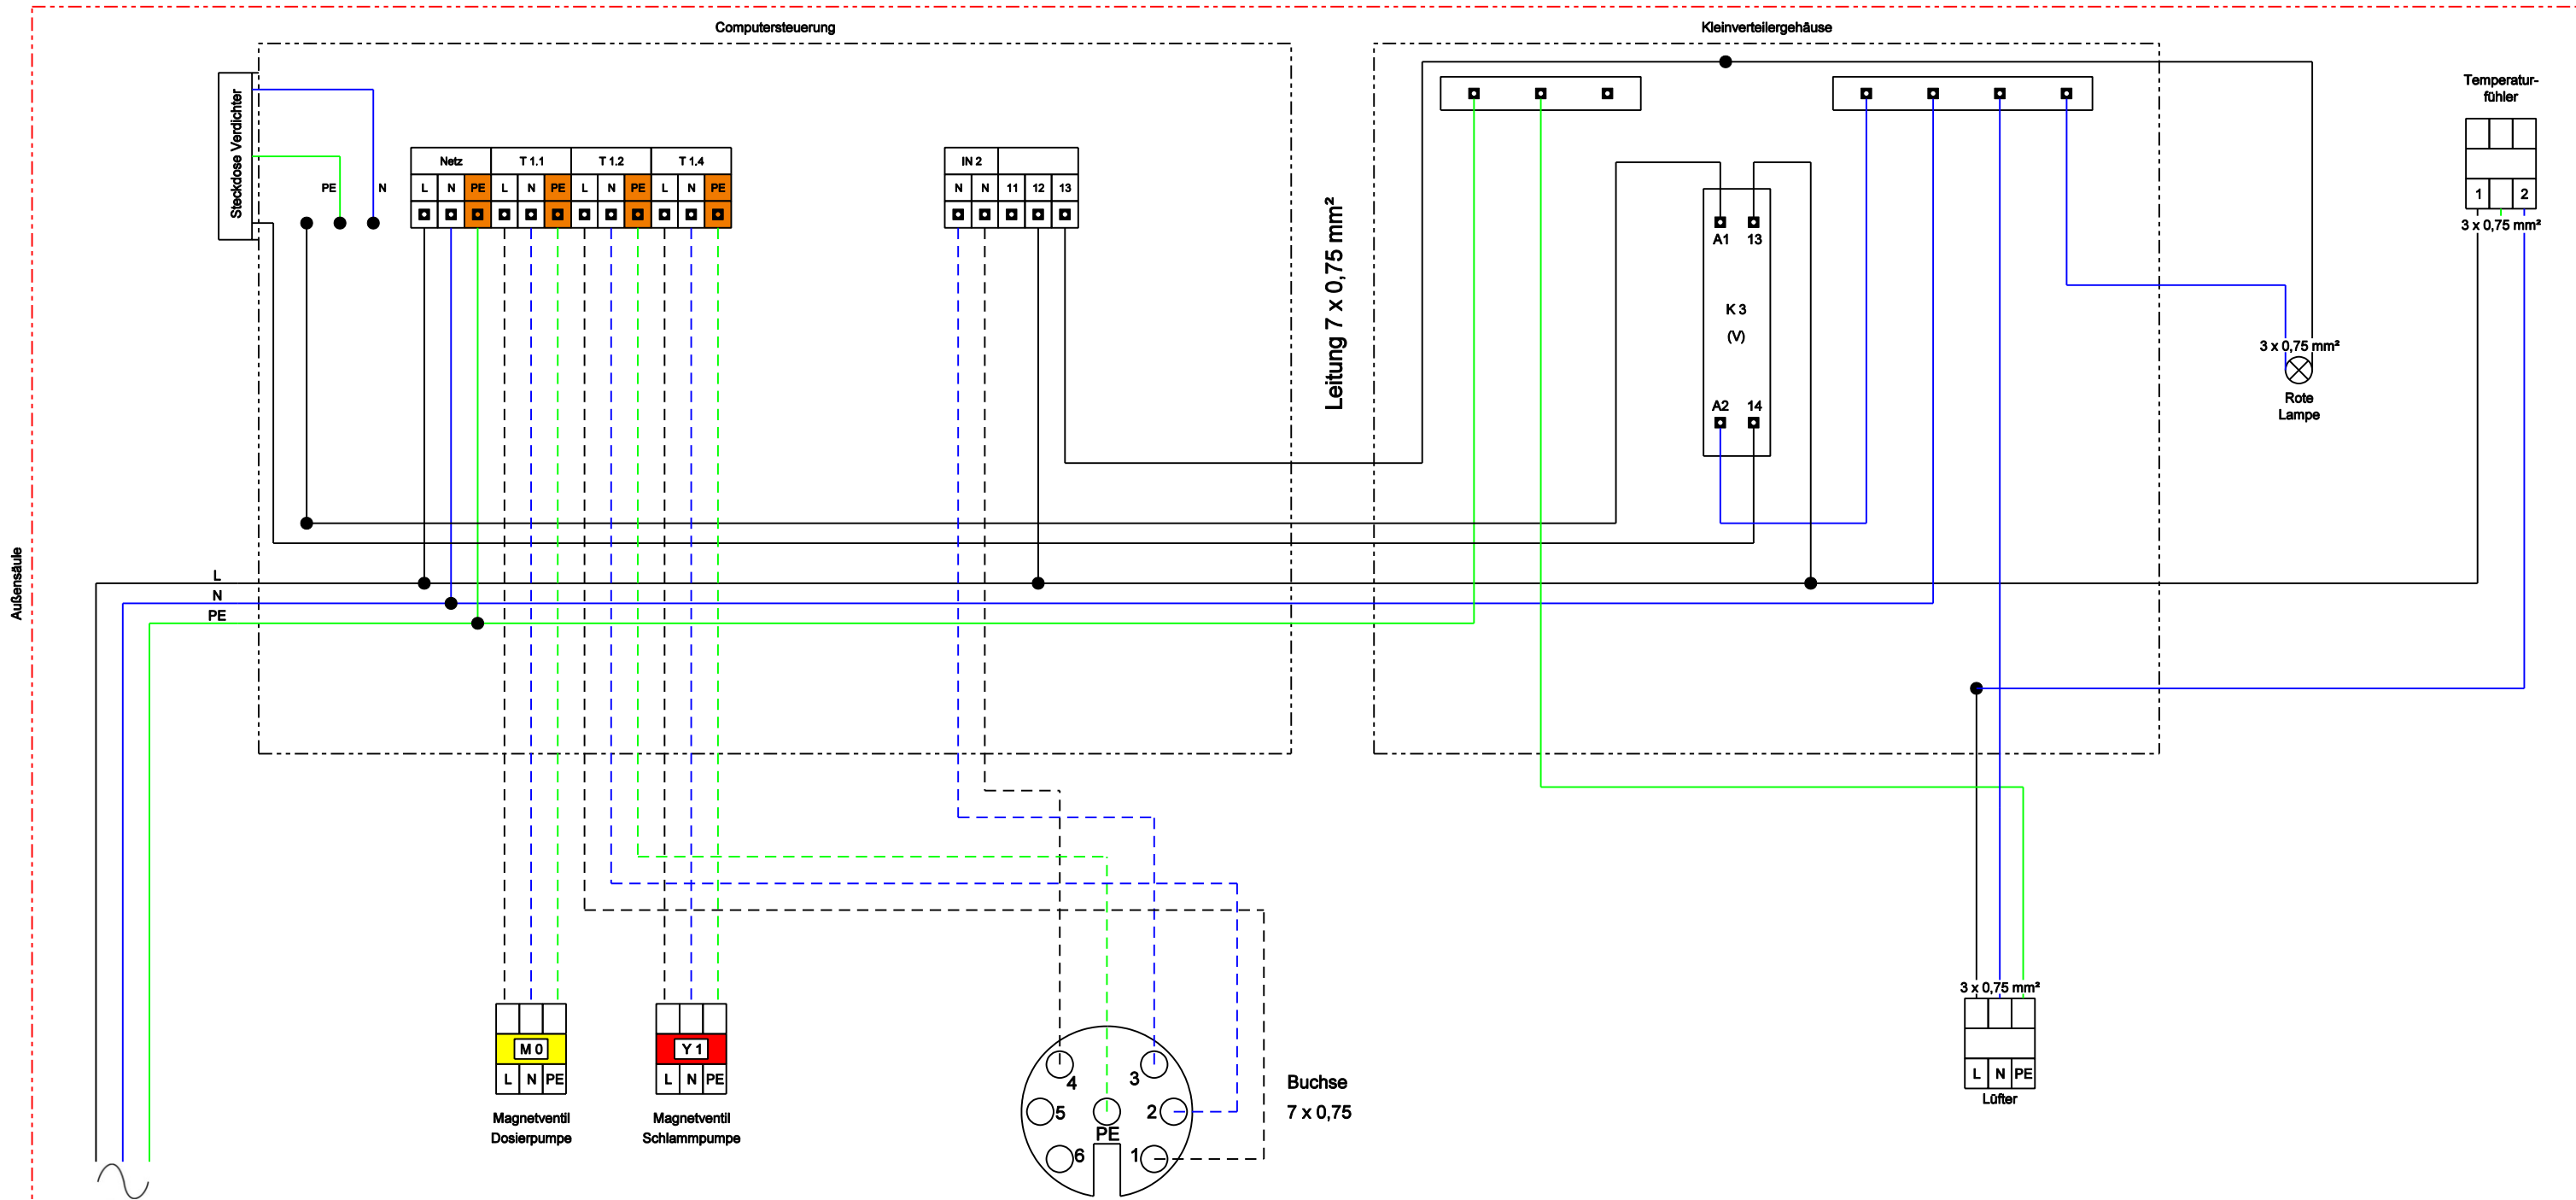 Computersteuerung
Kleinverteilergehäuse
Außensäule
Steckdose Verdichter
PE
N
Netz T 1.1 T 1.2 T 1.4
L N PE L N PE L N PE L N PE
IN 2
N N 11 12 13
Leitung 7 x 0,75 mm²
A1 13
K 3
(V)
A2 14
3 x 0,75 mm²
Rote
Lampe
Temperatur-
fühler
1 2
3 x 0,75 mm²
L
N
PE
M 0
L N PE
Magnetventil
Dosierpumpe
Y 1
L N PE
Magnetventil
Schlammpumpe
4 3
5 2
PE
6 1
Buchse
7 x 0,75
3 x 0,75 mm²
L N PE
Lüfter